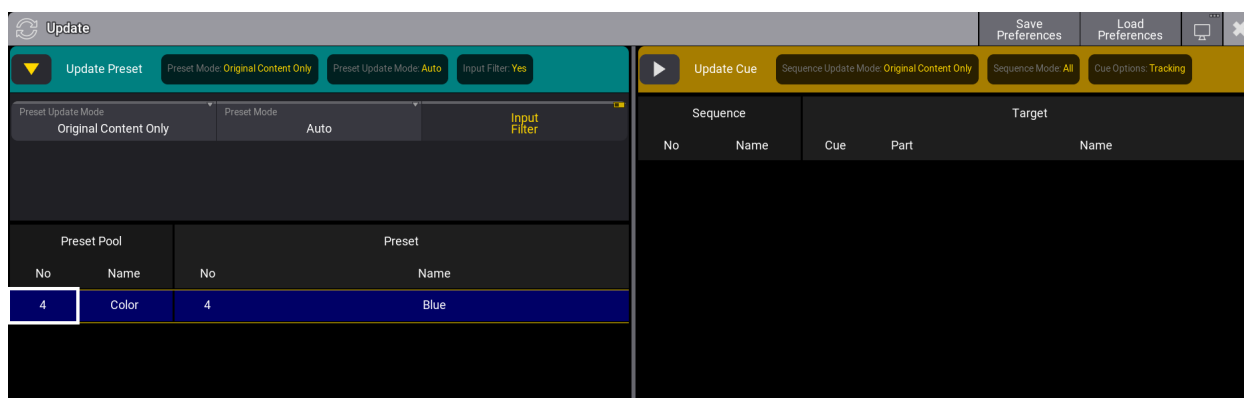 Update
Save Preferences
Load Preferences
Update Preset
Preset Mode: Original Content Only
Preset Update Mode: Auto
Input Filter: Yes
Preset Update Mode
Original Content Only
Preset Mode
Auto
Input
Filter
Preset Pool
Preset
No Name No Name
4 Color 4 Blue
Update Cue
Sequence Update Mode: Original Content Only
Sequence Mode: All
Cue Options: Tracking
Sequence
Target
No Name Cue Part Name